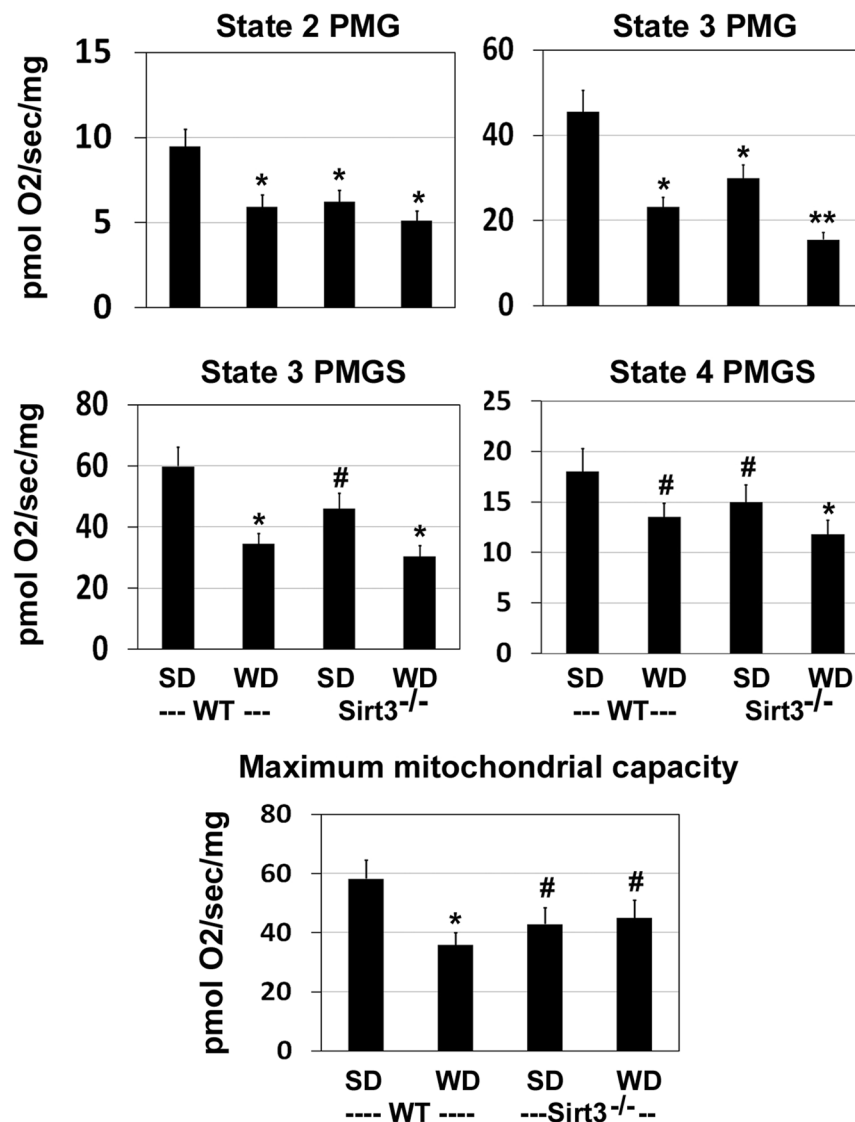 State 2 PMG
pmol O2/sec/mg
15
10
5
0
*
*
*
State 3 PMG
60
40
20
0
*
*
**
State 3 PMGS
pmol O2/sec/mg
80
60
40
20
0
*
#
*
SD WD SD WD
--- WT --- Sirt3-/-
State 4 PMGS
25
20
15
10
5
0
#
#
*
SD WD SD WD
--- WT--- Sirt3-/-
Maximum mitochondrial capacity
pmol O2/sec/mg
80
60
40
20
0
*
#
#
SD WD SD WD
---- WT ---- ---Sirt3-/---